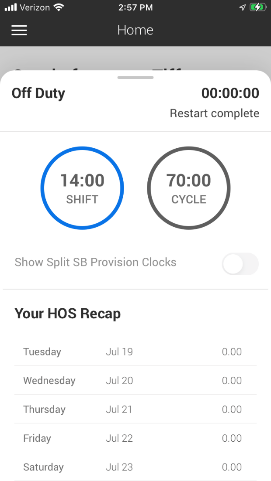 Verizon 2:57 PM
Home
Off Duty 00:00:00
Restart complete
14:00 70:00
SHIFT CYCLE
Show Split SB Provision Clocks
Your HOS Recap
Tuesday Jul 19 0.00
Wednesday Jul 20 0.00
Thursday Jul 21 0.00
Friday Jul 22 0.00
Saturday Jul 23 0.00